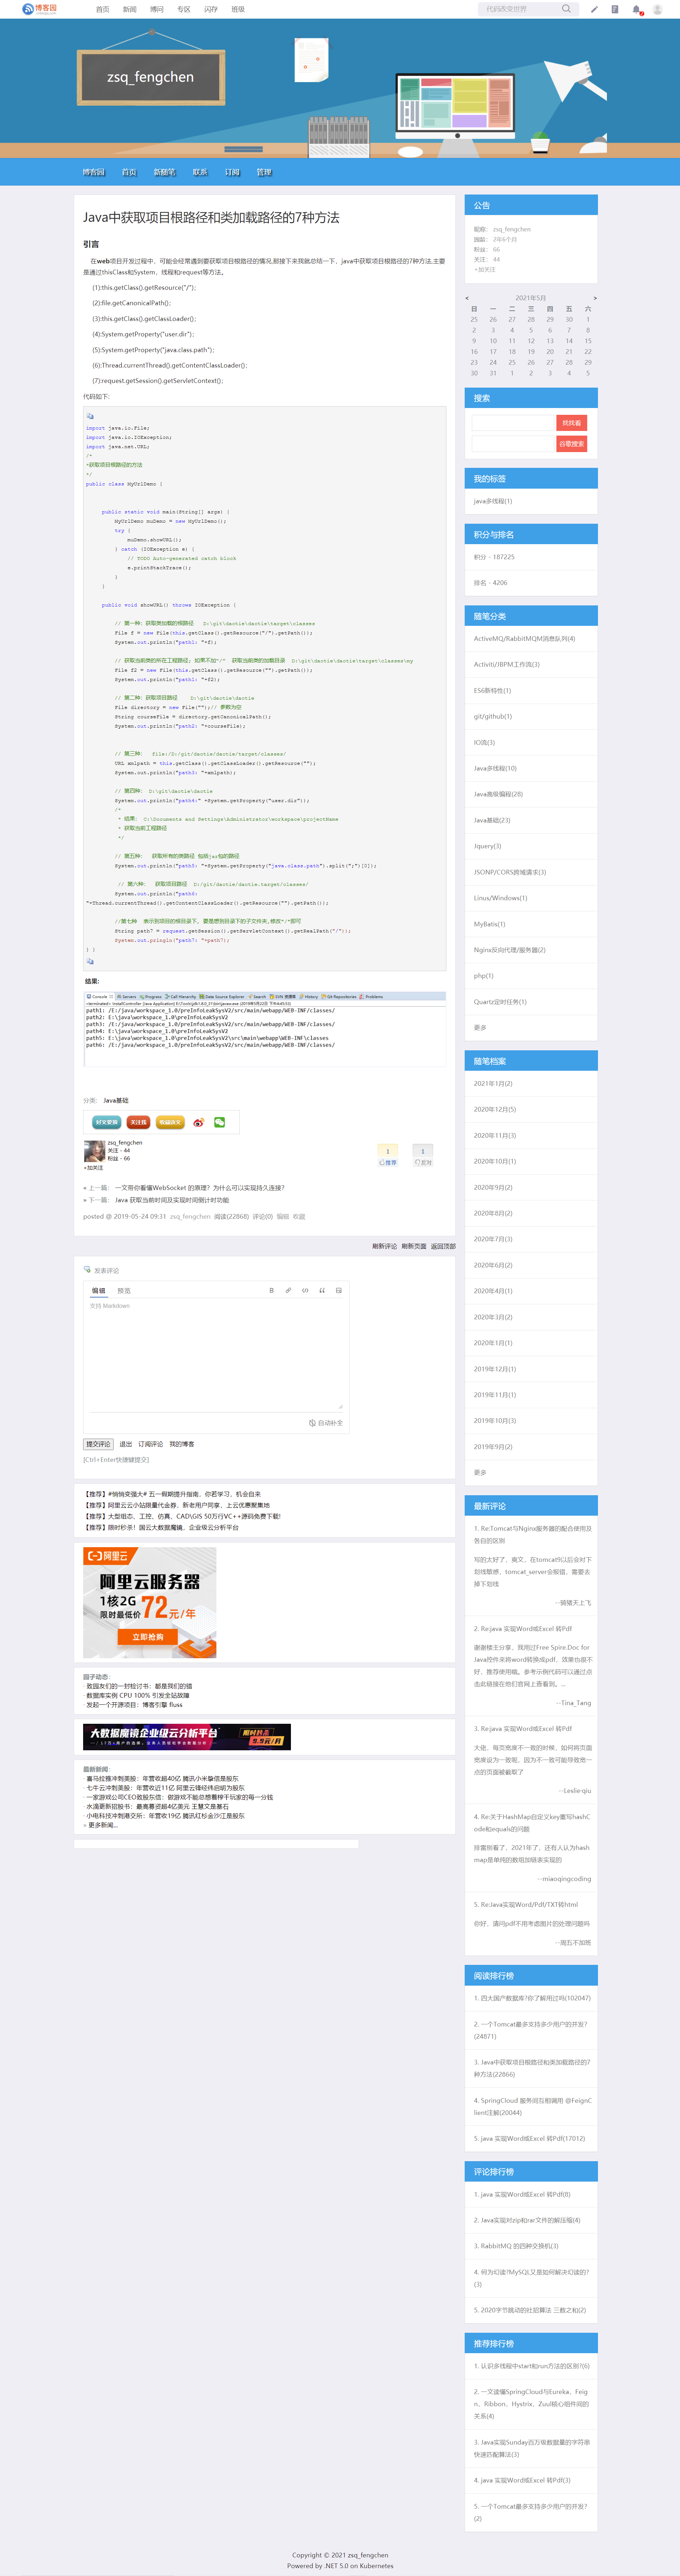 博客园
首页 新闻 博问 专区 闪存 班级
代码改变世界
zsq_fengchen
博客园 首页 新随笔 联系 订阅 管理
Java中获取项目根路径和类加载路径的7种方法
引言
在web项目开发过程中，可能会经常遇到要获取项目根路径的情况,那接下来我就总结一下，java中获取项目根路径的7种方法,主要
是通过thisClass和System，线程和request等方法。
(1):this.getClass().getResource("/");
(2):file.getCanonicalPath();
(3):this.getClass().getClassLoader();
(4):System.getProperty("user.dir");
(5):System.getProperty("java.class.path");
(6):Thread.currentThread().getContentClassLoader();
(7):request.getSession().getServletContext();
代码如下:
import java.io.File;
import java.io.IOException;
import java.net.URL;
/*
*获取项目根路径的方法
*/
public class MyUrlDemo {
public static void main(String[] args) {
MyUrlDemo muDemo = new MyUrlDemo();
try {
muDemo.showURL();
} catch (IOException e) {
// TODO Auto-generated catch block
e.printStackTrace();
}
}
public void showURL() throws IOException {
// 第一种：获取类加载的根路径 D:\git\daotie\daotie\target\classes
File f = new File(this.getClass().getResource("/").getPath());
System.out.println("path1: "+f);
// 获取当前类的所在工程路径; 如果不加"/" 获取当前类的加载目录 D:\git\daotie\daotie\target\classes\my
File f2 = new File(this.getClass().getResource("").getPath());
System.out.println("path1: "+f2);
// 第二种：获取项目路径 D:\git\daotie\daotie
File directory = new File("");// 参数为空
String courseFile = directory.getCanonicalPath();
System.out.println("path2: "+courseFile);
// 第三种： file:/D:/git/daotie/daotie/target/classes/
URL xmlpath = this.getClass().getClassLoader().getResource("");
System.out.println("path3: "+xmlpath);
// 第四种： D:\git\daotie\daotie
System.out.println("path4:" +System.getProperty("user.dir"));
/*
* 结果： C:\Documents and Settings\Administrator\workspace\projectName
* 获取当前工程路径
*/
// 第五种： 获取所有的类路径 包括jar包的路径
System.out.println("path5: "+System.getProperty("java.class.path").split(";")[0]);
// 第六种： 获取项目路径 D:/git/daotie/daotie.target/classes/
System.out.println("path6:
"+Thread.currentThread().getContextClassLoader().getResource("").getPath());
//第七种 表示到项目的根目录下, 要是想到目录下的子文件夹,修改"/"即可
String path7 = request.getSession().getServletContext().getRealPath("/"));
System.out.pringln("path7: "+path7);
} }
结果:
Console Servers Progress Call Hierarchy Data Source Explorer Search SVN 资源库 History Git Repositories Problems
path1: /E:/java/workspace_1.0/preInfoLeakSysV2/src/main/webapp/WEB-INF/classes/
path2: E:\java\workspace_1.0\preInfoLeakSysV2
path3: /E:/java/workspace_1.0/preInfoLeakSysV2/src/main/webapp/WEB-INF/classes/
path4: E:\java\workspace_1.0\preInfoLeakSysV2
path5: E:\java\workspace_1.0\preInfoLeakSysV2\src\main\webapp\WEB-INF\classes
path6: /E:/java/workspace_1.0/preInfoLeakSysV2/src/main/webapp/WEB-INF/classes/
分类: Java基础
好文要顶 关注我 收藏该文
zsq_fengchen
关注 - 44
粉丝 - 66
+加关注
1 推荐
1 反对
« 上一篇： 一文带你看懂WebSocket 的原理？为什么可以实现持久连接？
» 下一篇： Java 获取当前时间及实现时间倒计时功能
posted @ 2019-05-24 09:31 zsq_fengchen 阅读(22868) 评论(0) 编辑 收藏
刷新评论 刷新页面 返回顶部
发表评论
编辑 预览
支持 Markdown
自动补全
提交评论 退出 订阅评论 我的博客
[Ctrl+Enter快捷键提交]
【推荐】#悄悄变强大# 五一假期提升指南，你若学习，机会自来
【推荐】阿里云云小站限量代金券，新老用户同享，上云优惠聚集地
【推荐】大型组态、工控、仿真、CAD\GIS 50万行VC++源码免费下载!
【推荐】限时秒杀！国云大数据魔镜，企业级云分析平台
阿里云
阿里云服务器
1核2G
限时最低价 72元/年
立即抢购
园子动态：
· 致园友们的一封检讨书：都是我们的错
· 数据库实例 CPU 100% 引发全站故障
· 发起一个开源项目：博客引擎 fluss
大数据魔镜企业级云分析平台
最新新闻：
· 喜马拉雅冲刺美股：年营收超40亿 腾讯小米挚信是股东
· 七牛云冲刺美股：年营收近11亿 阿里云锋经纬启明为股东
· 一家游戏公司CEO致股东信：做游戏不能总想着榨干玩家的每一分钱
· 水滴更新招股书：最高募资超4亿美元 王慧文是基石
· 小电科技冲刺港交所：年营收19亿 腾讯红杉金沙江是股东
» 更多新闻...
公告
昵称： zsq_fengchen
园龄： 2年6个月
粉丝： 66
关注： 44
+加关注
< 2021年5月 >
日 一 二 三 四 五 六
25 26 27 28 29 30 1
2 3 4 5 6 7 8
9 10 11 12 13 14 15
16 17 18 19 20 21 22
23 24 25 26 27 28 29
30 31 1 2 3 4 5
搜索
找找看
谷歌搜索
我的标签
java多线程(1)
积分与排名
积分 - 187225
排名 - 4206
随笔分类
ActiveMQ/RabbitMQM消息队列(4)
Activiti/JBPM工作流(3)
ES6新特性(1)
git/github(1)
IO流(3)
Java多线程(10)
Java高级编程(28)
Java基础(23)
Jquery(3)
JSONP/CORS跨域请求(3)
Linus/Windows(1)
MyBatis(1)
Nginx反向代理/服务器(2)
php(1)
Quartz定时任务(1)
更多
随笔档案
2021年1月(2)
2020年12月(5)
2020年11月(3)
2020年10月(1)
2020年9月(2)
2020年8月(2)
2020年7月(3)
2020年6月(2)
2020年4月(1)
2020年3月(2)
2020年1月(1)
2019年12月(1)
2019年11月(1)
2019年10月(3)
2019年9月(2)
更多
最新评论
1. Re:Tomcat与Nginx服务器的配合使用及
各自的区别
写的太好了，爽文，在tomcat9以后会对下
划线敏感，tomcat_server会报错，需要去
掉下划线
--骑猪天上飞
2. Re:java 实现Word或Excel 转Pdf
谢谢楼主分享，我用过Free Spire.Doc for
Java控件来将word转换成pdf，效果也很不
好，推荐使用哦。参考示例代码可以通过点
击此链接在他们官网上查看到。...
--Tina_Tang
3. Re:java 实现Word或Excel 转Pdf
大佬，每页宽度不一致的时候，如何将页面
宽度设为一致呢，因为不一致可能导致宽一
点的页面被截取了
--Leslie·qiu
4. Re:关于HashMap自定义key重写hashC
ode和equals的问题
排雷别看了，2021年了，还有人认为hash
map是单纯的数组加链表实现的
--miaoqingcoding
5. Re:Java实现Word/Pdf/TXT转html
你好，请问pdf不用考虑图片的处理问题吗
--周五不加班
阅读排行榜
1. 四大国产数据库?你了解用过吗(102047)
2. 一个Tomcat最多支持多少用户的并发?
(24871)
3. Java中获取项目根路径和类加载路径的7
种方法(22866)
4. SpringCloud 服务间互相调用 @FeignC
lient注解(20044)
5. java 实现Word或Excel 转Pdf(17012)
评论排行榜
1. java 实现Word或Excel 转Pdf(8)
2. Java实现对zip和rar文件的解压缩(4)
3. RabbitMQ 的四种交换机(3)
4. 何为幻读?MySQL又是如何解决幻读的?
(3)
5. 2020字节跳动的社招算法 三数之和(2)
推荐排行榜
1. 认识多线程中start和run方法的区别?(6)
2. 一文读懂SpringCloud与Eureka、Feig
n、Ribbon、Hystrix、Zuul核心组件间的
关系(4)
3. Java实现Sunday百万级数据量的字符串
快速匹配算法(3)
4. java 实现Word或Excel 转Pdf(3)
5. 一个Tomcat最多支持多少用户的并发?
(2)
Copyright © 2021 zsq_fengchen
Powered by .NET 5.0 on Kubernetes